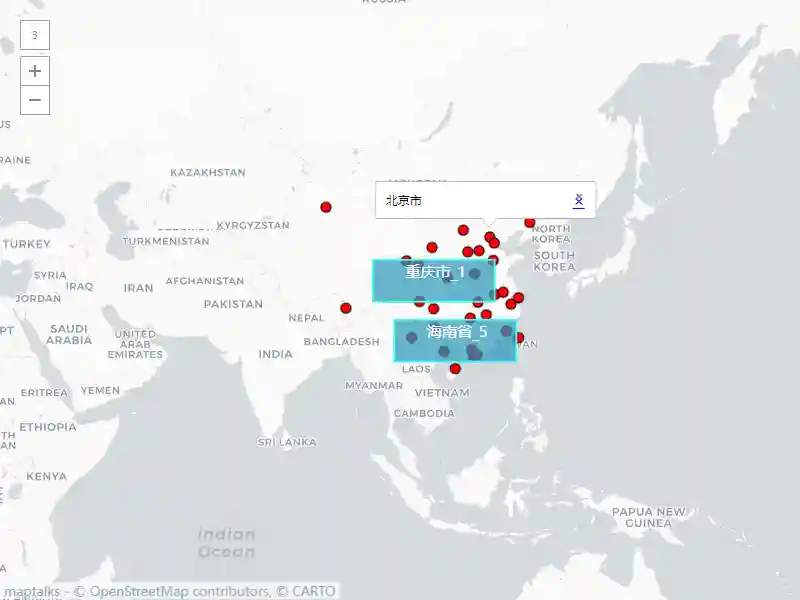 RUSSIA
3
+
−
RAINE
KAZAKHSTAN
北京市 ×
KYRGYZSTAN
TURKEY
TURKMENISTAN
NORTH
KOREA
SYRIA
SOUTH
KOREA
重庆市_1
IRAQ
IRAN
AFGHANISTAN
JORDAN
PAKISTAN
NEPAL
SAUDI
ARABIA
UNITED
ARAB
EMIRATES
INDIA
BANGLADESH
海南省_5
WAN
LAOS
MYANMAR
VIETNAM
ERITREA
YEMEN
CAMBODIA
ETHIOPIA
SRI LANKA
KENYA
PAPUA NEW
GUINEA
Indian
Ocean
maptalks - © OpenStreetMap contributors, © CARTO